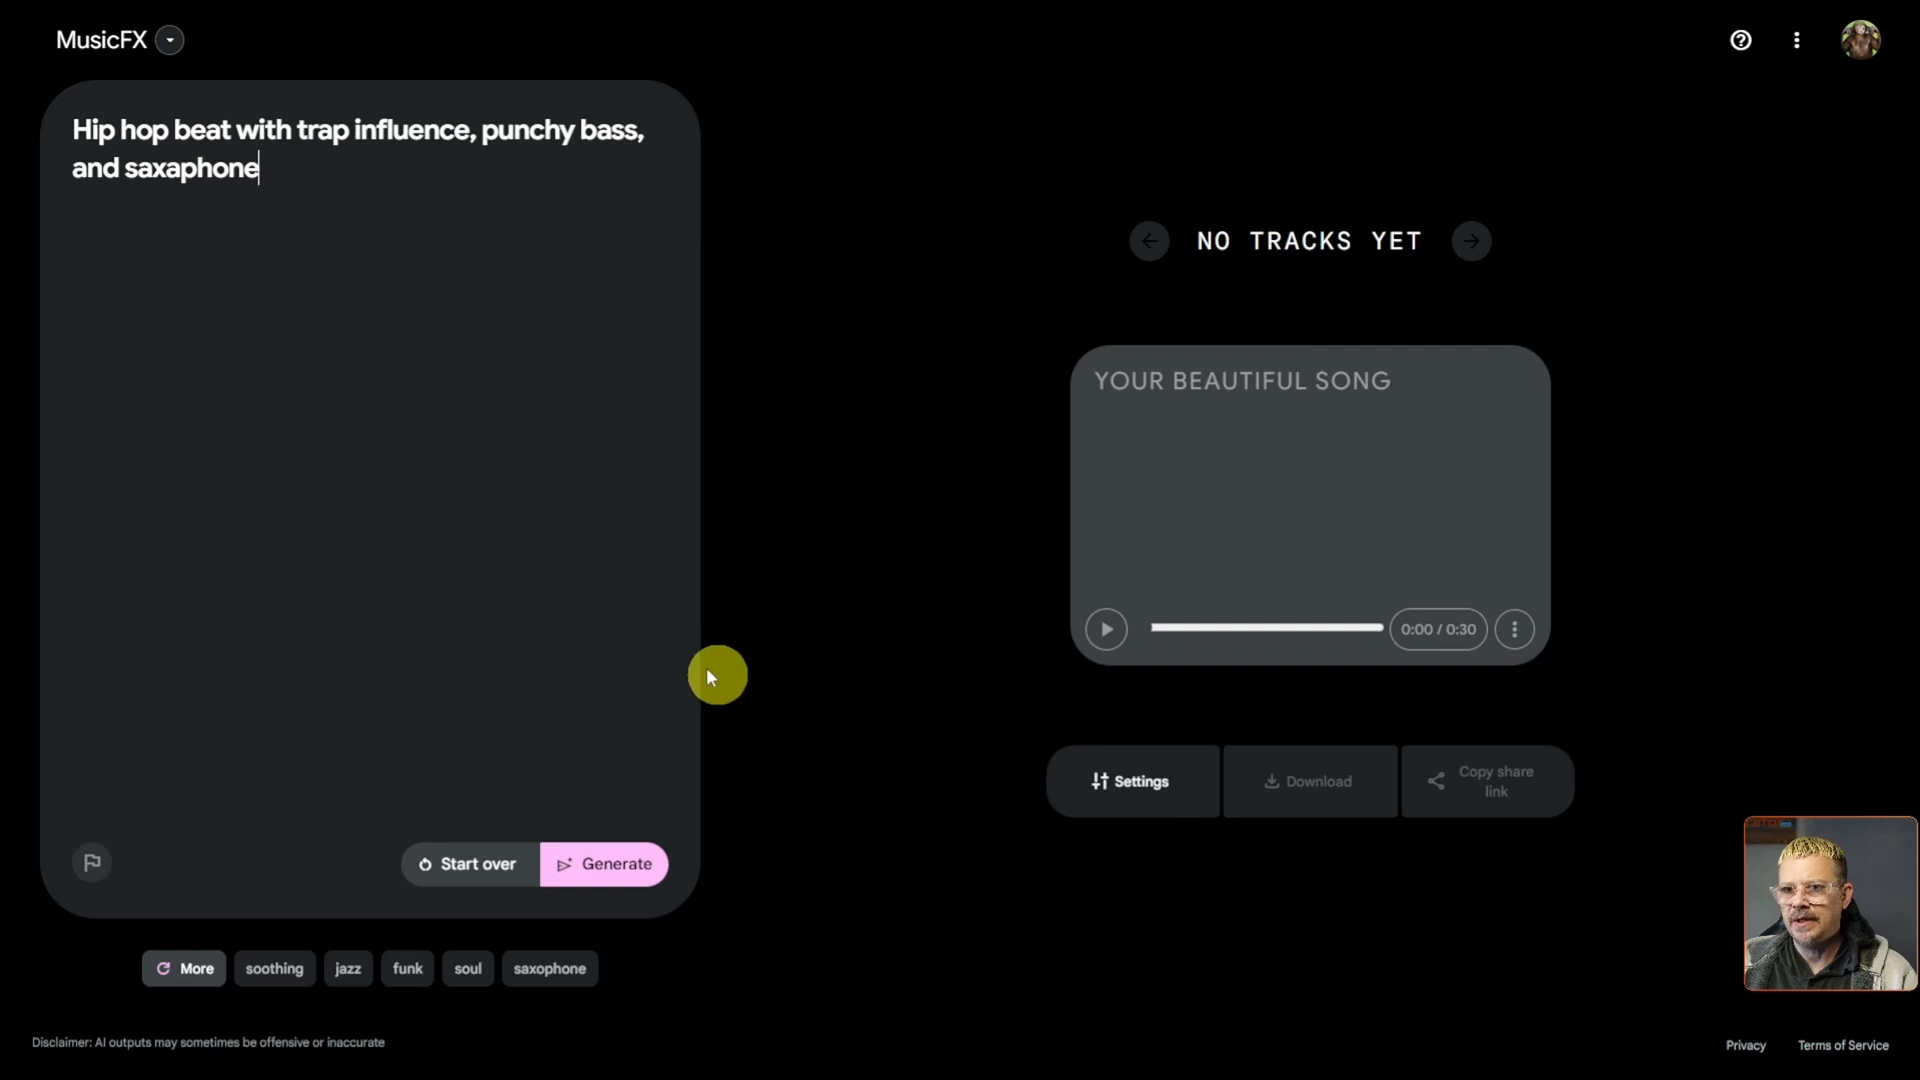 MusicFX
Hip hop beat with trap influence, punchy bass,
and saxaphone
NO TRACKS YET
YOUR BEAUTIFUL SONG
0:00 / 0:30
Settings
Download
Copy share
link
Start over
Generate
More
soothing
jazz
funk
soul
saxophone
Disclaimer: AI outputs may sometimes be offensive or inaccurate
Privacy
Terms of Service